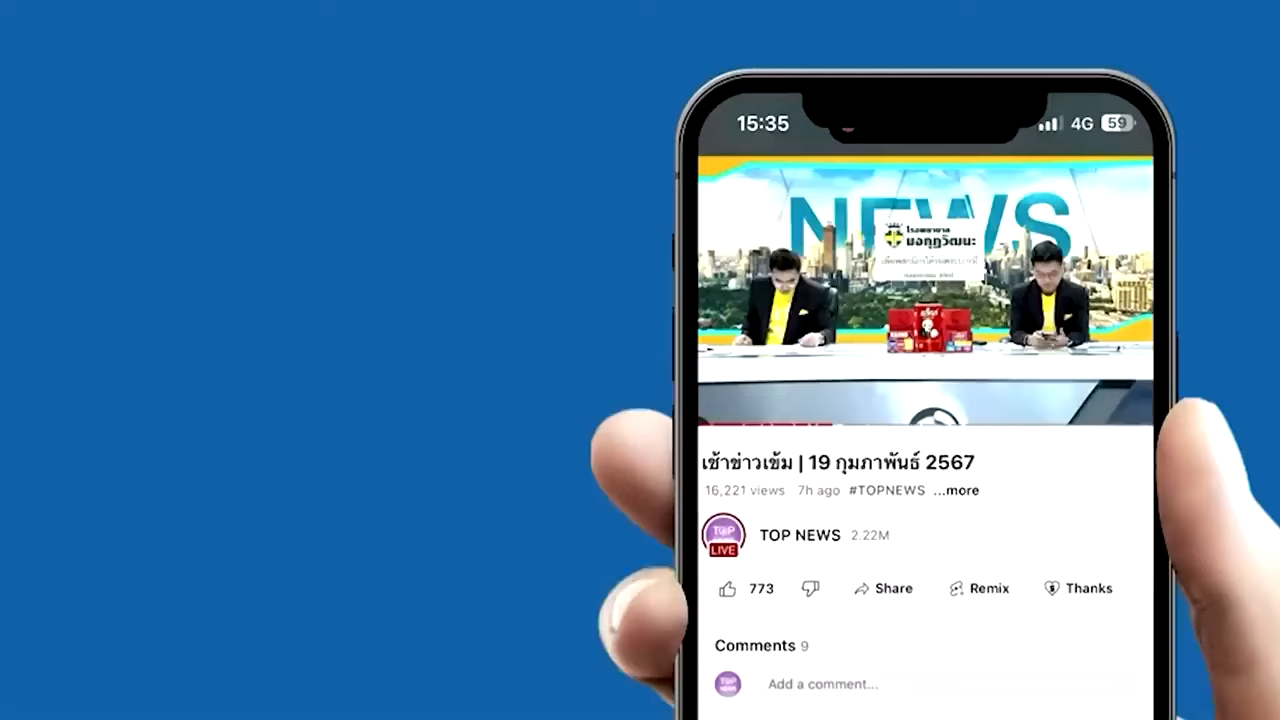 15:35
4G 59
NEWS
โรงพยาบาล
มงกุฎวัฒนะ
เช้าข่าวเข้ม | 19 กุมภาพันธ์ 2567
16,221 views 7h ago #TOPNEWS ...more
TOP
LIVE
TOP NEWS 2.22M
773 Share Remix Thanks
Comments 9
TOP
NEWS
Add a comment...